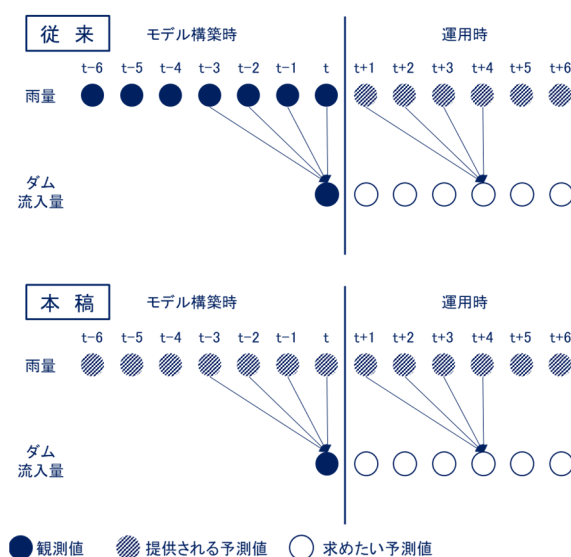 従 来
モデル構築時
運用時
t-6 t-5 t-4 t-3 t-2 t-1 t t+1 t+2 t+3 t+4 t+5 t+6
雨量
ダム
流入量
本 稿
モデル構築時
運用時
t-6 t-5 t-4 t-3 t-2 t-1 t t+1 t+2 t+3 t+4 t+5 t+6
雨量
ダム
流入量
観測値 提供される予測値 求めたい予測値